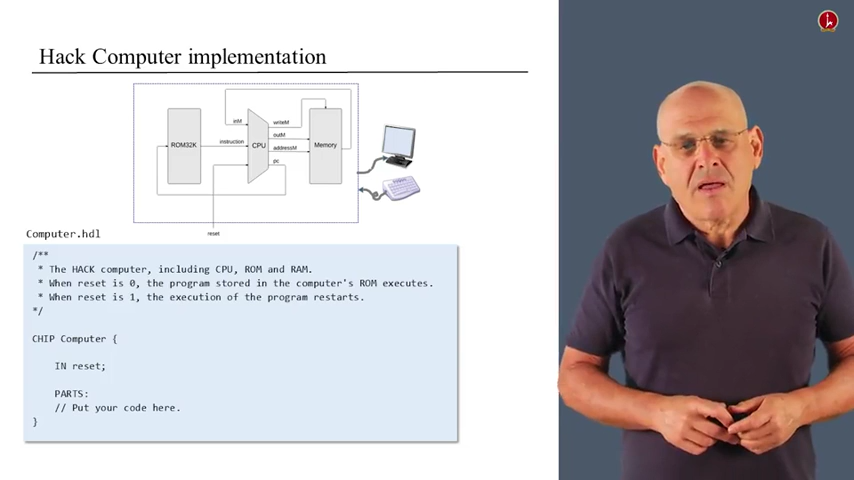 Hack Computer implementation
inM
writeM
outM
ROM32K
instruction
CPU
addressM
Memory
pc
reset
Computer.hdl
/**
* The HACK computer, including CPU, ROM and RAM.
* When reset is 0, the program stored in the computer's ROM executes.
* When reset is 1, the execution of the program restarts.
*/
CHIP Computer {
IN reset;
PARTS:
// Put your code here.
}